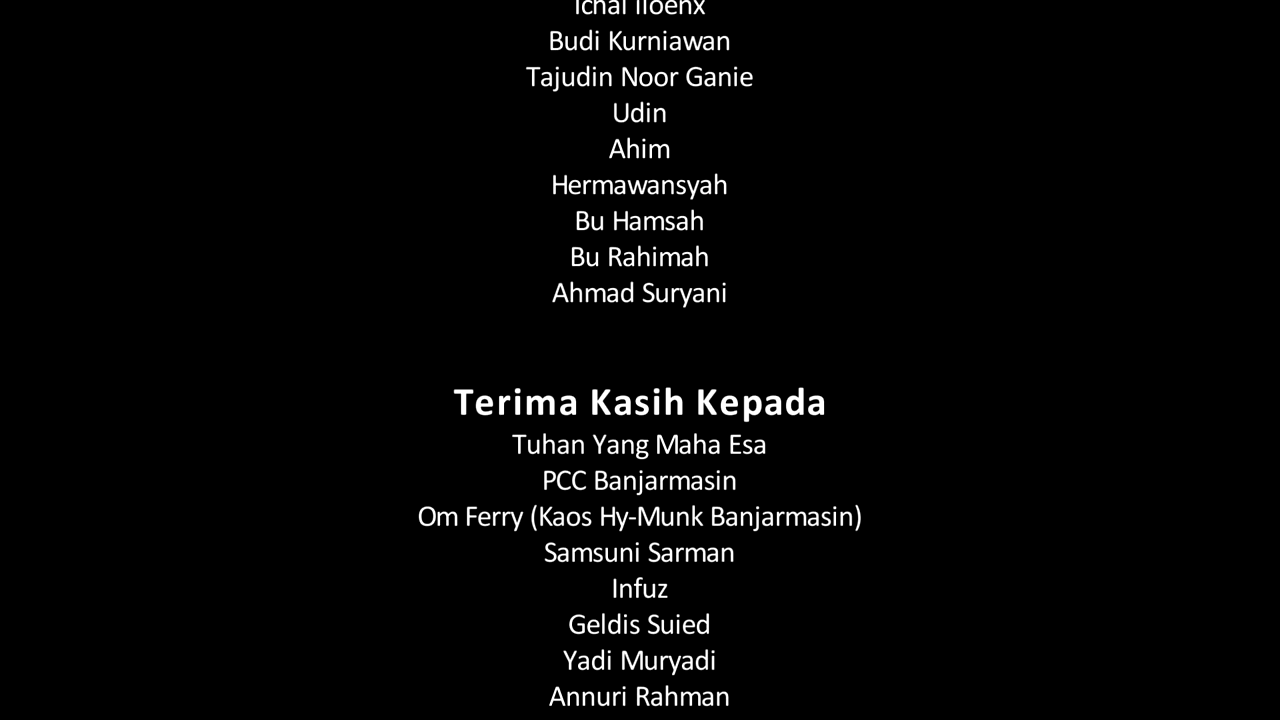 Budi Kurniawan
Tajudin Noor Ganie
Udin
Ahim
Hermawansyah
Bu Hamsah
Bu Rahimah
Ahmad Suryani
Terima Kasih Kepada
Tuhan Yang Maha Esa
PCC Banjarmasin
Om Ferry (Kaos Hy-Munk Banjarmasin)
Samsuni Sarman
Infuz
Geldis Suied
Yadi Muryadi
Annuri Rahman